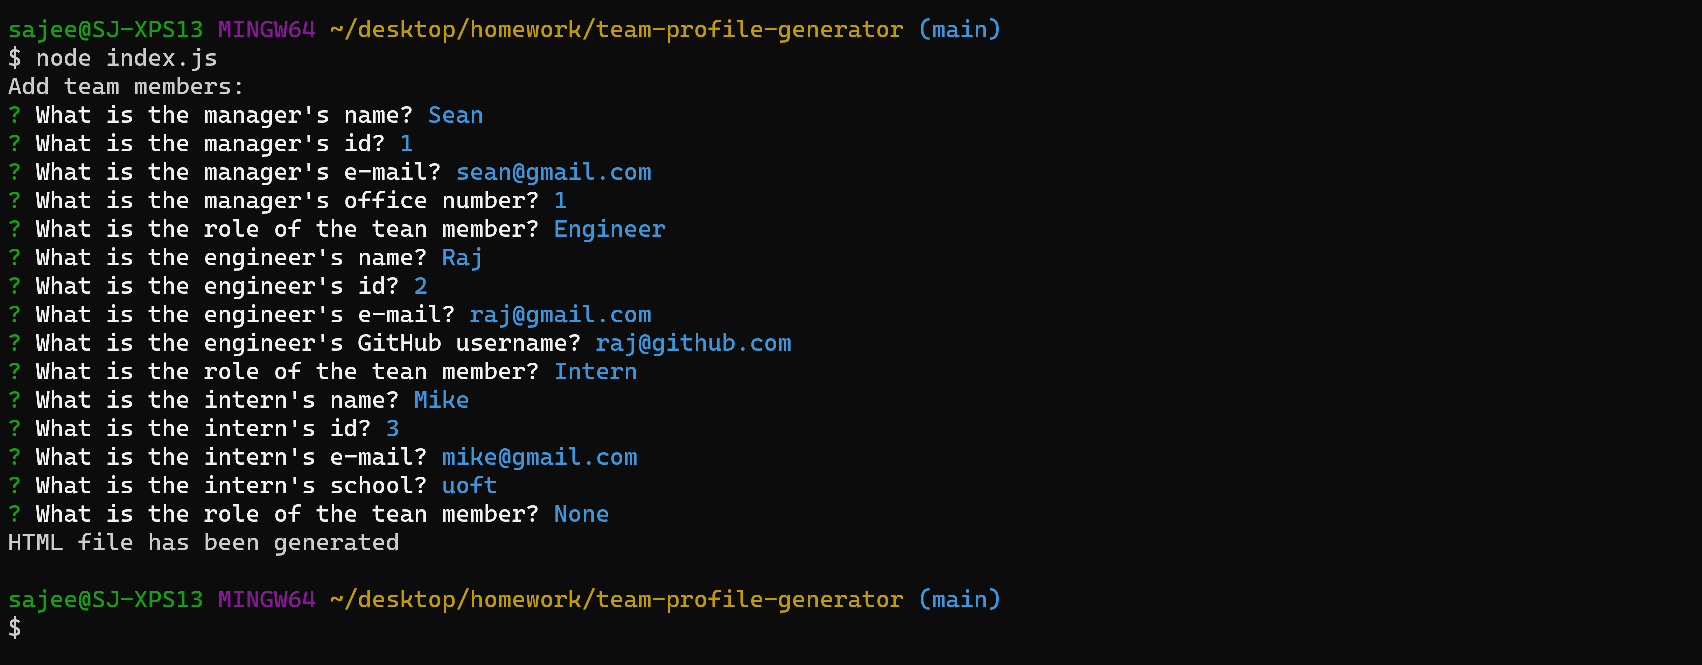 sajee@SJ-XPS13 MINGW64 ~/desktop/homework/team-profile-generator (main)
$ node index.js
Add team members:
? What is the manager's name? Sean
? What is the manager's id? 1
? What is the manager's e-mail? sean@gmail.com
? What is the manager's office number? 1
? What is the role of the tean member? Engineer
? What is the engineer's name? Raj
? What is the engineer's id? 2
? What is the engineer's e-mail? raj@gmail.com
? What is the engineer's GitHub username? raj@github.com
? What is the role of the tean member? Intern
? What is the intern's name? Mike
? What is the intern's id? 3
? What is the intern's e-mail? mike@gmail.com
? What is the intern's school? uoft
? What is the role of the tean member? None
HTML file has been generated
sajee@SJ-XPS13 MINGW64 ~/desktop/homework/team-profile-generator (main)
$